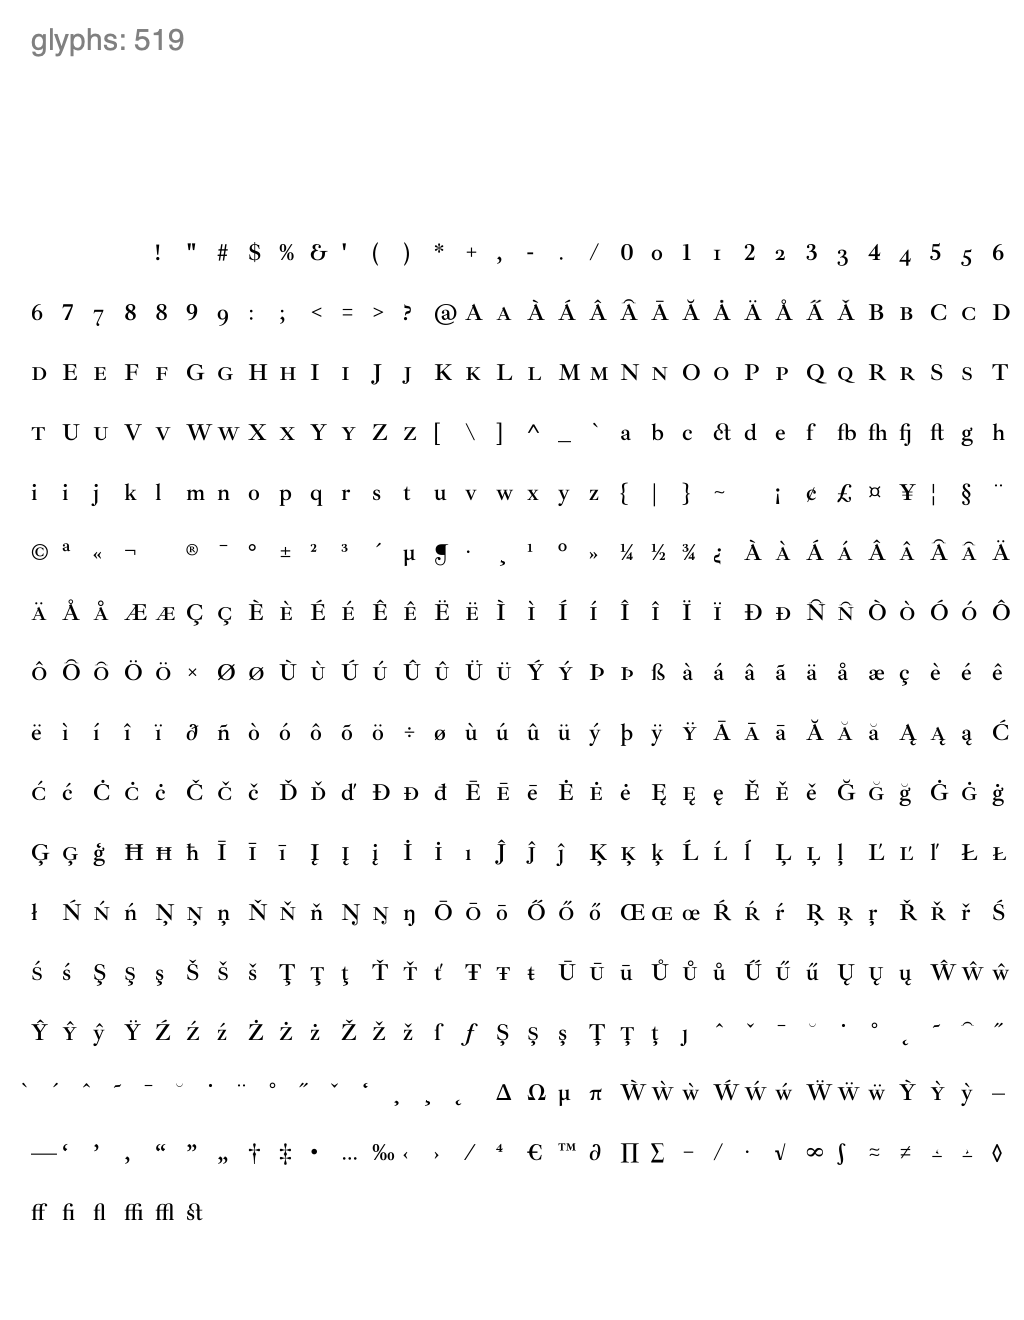 glyphs: 519
! " # $ % & ' ( ) * + , - . / 0 0 1 1 2 2 3 3 4 4 5 5 6
6 7 7 8 8 9 9 : ; < = > ? @ A ᴀ À Á Â Ȃ Ā Ă Ȧ Ä Å A̋ Ǎ B ʙ C ᴄ D
ᴅ E ᴇ F ꜰ G ɢ H ʜ I ɪ J ᴊ K ᴋ L ʟ M ᴍ N ɴ O ᴏ P ᴘ Q ꞯ R ʀ S ꜱ T
ᴛ U ᴜ V ᴠ W ᴡ X x Y ʏ Z ᴢ [ \ ] ^ _ ` a b c ct d e f fb fh fj ft g h
i i j k l m n o p q r s t u v w x y z { | } ~ ¡ ¢ £ ¤ ¥ ¦ § ¨
© ª « ¬ ® ¯ ° ± ² ³ ´ µ ¶ · ¸ ¹ º » ¼ ½ ¾ ¿ À ᴀ̀ Á ᴀ́ Â ᴀ̂ Ȃ ᴀ̑ Ä
ᴀ̈ Å ᴀ̊ Æ ᴁ Ç ᴄ̧ È ᴇ̀ É ᴇ́ Ê ᴇ̂ Ë ᴇ̈ Ì ɪ̀ Í ɪ́ Î ɪ̂ Ï ɪ̈ Ð ᴆ N̑ ɴ̑ Ò ᴏ̀ Ó ᴏ́ Ô
ᴏ̂ Ȏ ᴏ̑ Ö ᴏ̈ × Ø ø Ù ᴜ̀ Ú ᴜ́ Û ᴜ̂ Ü ᴜ̈ Ý ʏ́ Þ þ ß à á â ã ä å æ ç è é ê
ë ì í î ï ð ñ ò ó ô õ ö ÷ ø ù ú û ü ý þ ÿ Ÿ Ā ᴀ̄ ā Ă ᴀ̆ ă Ą ᴀ̨ ą Ć
ᴄ́ ć Ċ ᴄ̇ ċ Č ᴄ̌ č Ď ᴅ̌ ď Đ ᴆ đ Ē ᴇ̄ ē Ė ᴇ̇ ė Ę ᴇ̨ ę Ě ᴇ̌ ě Ğ ɢ̆ ğ Ġ ɢ̇ ġ
Ģ ɢ̧ ģ Ħ ħ ħ Ī ɪ̄ ī Į ɪ̨ į İ ɪ̇ ı Ĵ ᴊ̂ ĵ Ķ ᴋ̧ ķ Ĺ ʟ́ ĺ Ļ ʟ̧ ļ Ľ ʟ̌ ľ Ł ᴌ
ł Ń ɴ́ ń Ņ ɴ̧ ņ Ň ɴ̌ ň Ŋ ŋ ŋ Ō ᴏ̄ ō Ő ᴏ̋ ő Œ ɶ œ Ŕ ʀ́ ŕ Ŗ ʀ̧ ŗ Ř ʀ̌ ř Ś
ꜱ́ ś Ş ꜱ̧ ş Š ꜱ̌ š Ţ ᴛ̧ ţ Ť ᴛ̌ ť Ŧ ŧ ŧ Ū ᴜ̄ ū Ů ᴜ̊ ů Ű ᴜ̋ ű Ų ᴜ̨ ų Ŵ ᴡ̂ ŵ
Ŷ ʏ̂ ŷ Ÿ Ź ᴢ́ ź Ż ᴢ̇ ż Ž ᴢ̌ ž ſ ƒ Ș ꜱ̦ ș Ț ᴛ̦ ț ȷ ˆ ˇ ˉ ˘ ˙ ˚ ˛ ˜ ̑ ˝
̀ ́ ̂ ̃ ̄ ̆ ̇ ̈ ̊ ̋ ̌ ̒ ̦ ̧ ̨ Δ Ω μ π Ẁ ᴡ̀ ẁ Ẃ ᴡ́ ẃ Ẅ ᴡ̈ ẅ Ỳ ʏ̀ ỳ –
— ‘ ’ ‚ “ ” „ † ‡ • … ‰ ‹ › ⁄ ⁴ € ™ ∂ ∏ ∑ − ∕ ∙ √ ∞ ∫ ≈ ≠ ◊
ff fi fl ffi ffl st